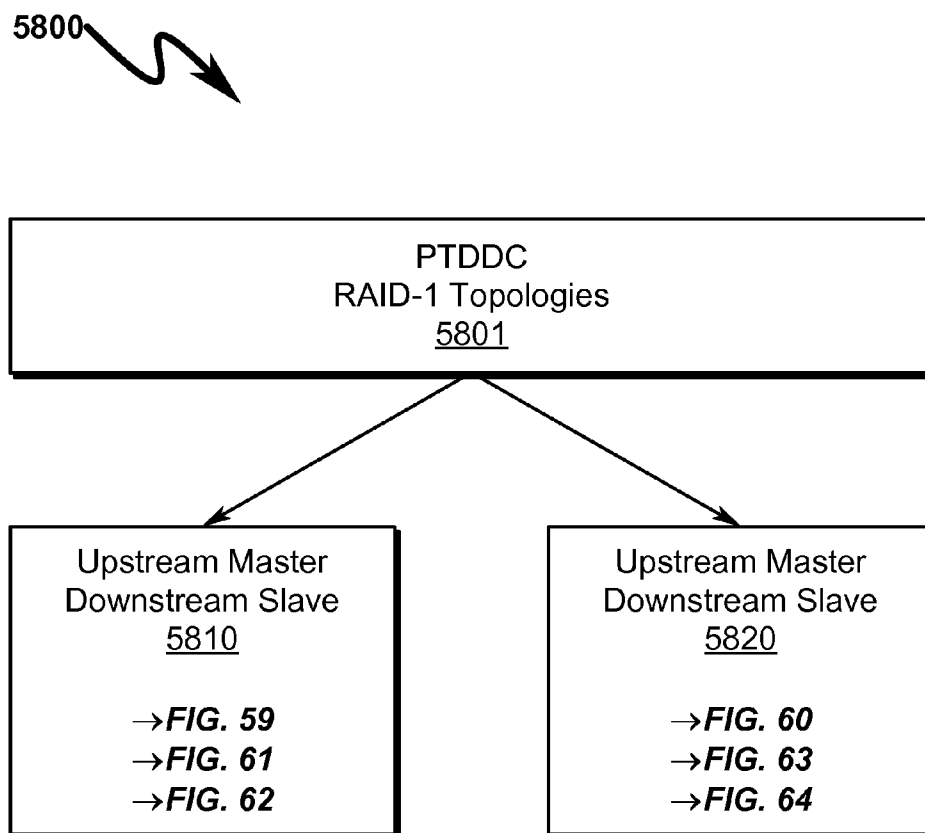 5800
PTDDC
RAID-1 Topologies
5801
Upstream Master
Downstream Slave
5810
→FIG. 59
→FIG. 61
→FIG. 62
Upstream Master
Downstream Slave
5820
→FIG. 60
→FIG. 63
→FIG. 64